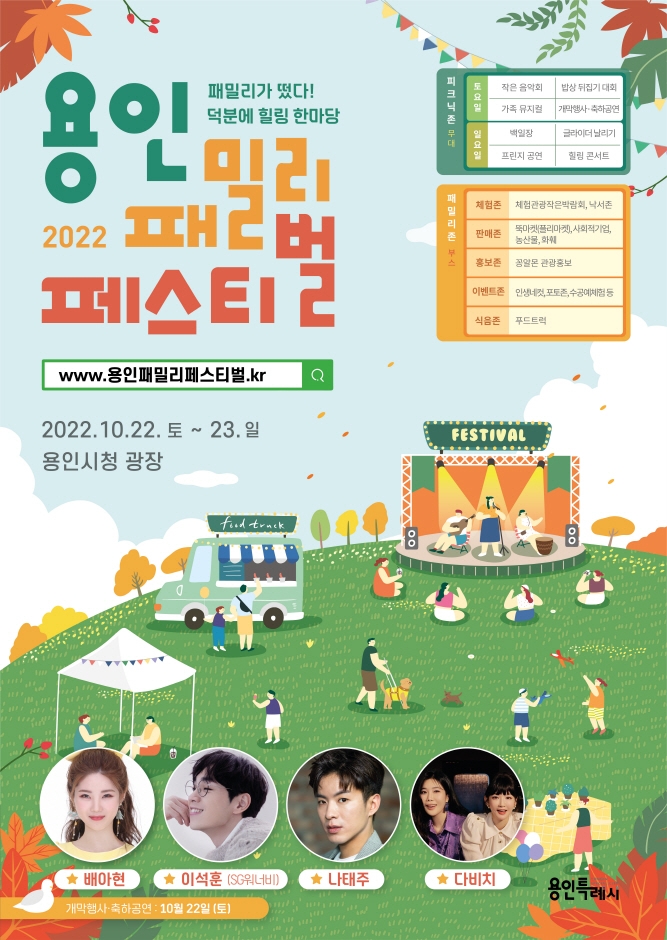 패밀리가 떴다!
덕분에 힐링 한마당
용인
2022 패밀리
페스티벌
www.용인패밀리페스티벌.kr
2022.10.22. 토 ~ 23. 일
용인시청 광장
피크닉존 무대
토요일
작은 음악회
밥상 뒤집기 대회
가족 뮤지컬
개막행사·축하공연
일요일
백일장
글라이더 날리기
프린지 공연
힐링 콘서트
패밀리존 부스
체험존
체험관광작은박람회, 낙서존
판매존
뚝마켓(플리마켓), 사회적기업,
농산물, 화훼
홍보존
꿈알몬 관광홍보
이벤트존
인생네컷, 포토존, 수공예체험 등
식음존
푸드트럭
FESTIVAL
food truck
배아현
이석훈 (SG워너비)
나태주
다비치
개막행사·축하공연 : 10월 22일 (토)
용인특례시